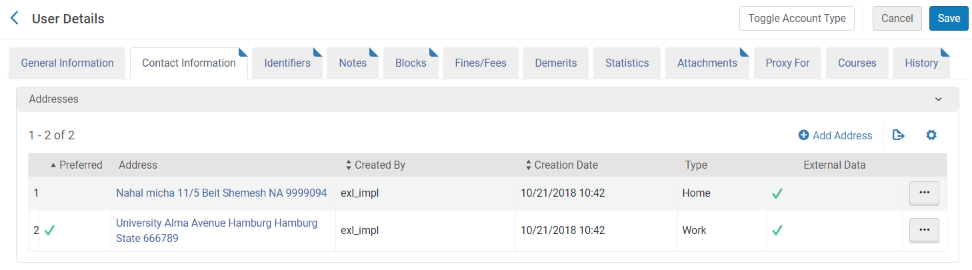 User Details
Toggle Account Type
Cancel
Save
General Information
Contact Information
Identifiers
Notes
Blocks
Fines/Fees
Demerits
Statistics
Attachments
Proxy For
Courses
History
Addresses
1 - 2 of 2
Add Address
Preferred
Address
Created By
Creation Date
Type
External Data
1
Nahal micha 11/5 Beit Shemesh NA 9999094
exl_impl
10/21/2018 10:42
Home
2
University Alma Avenue Hamburg Hamburg
State 666789
exl_impl
10/21/2018 10:42
Work